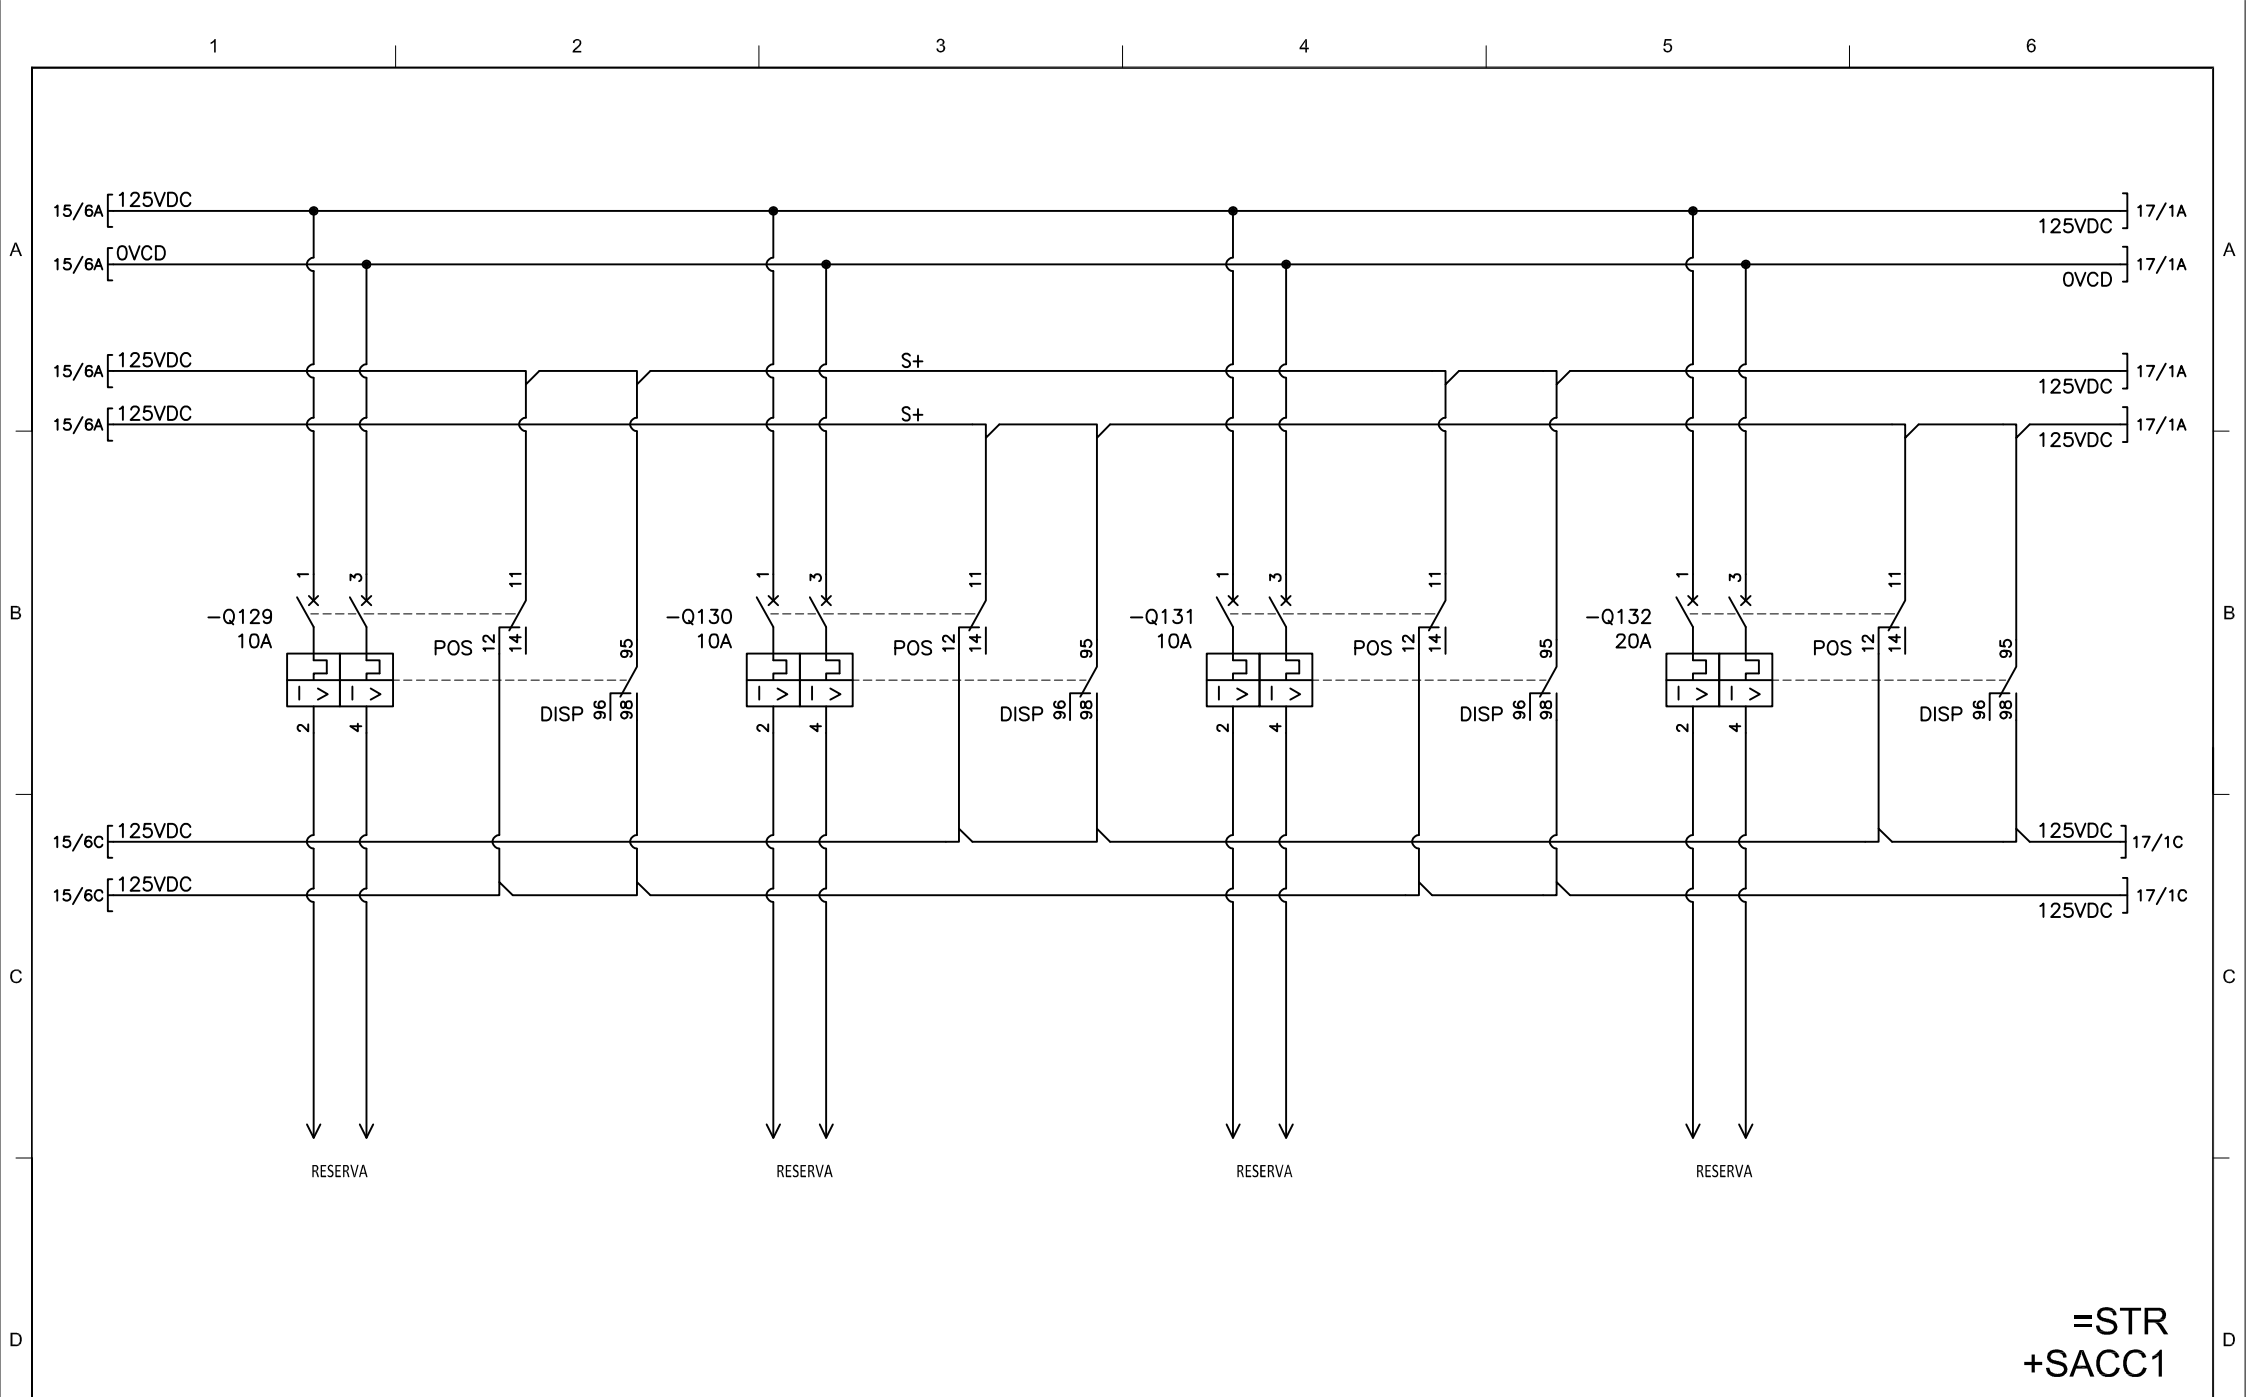 1 2 3 4 5 6
15/6A 125VDC 125VDC 17/1A
A 15/6A 0VCD 0VCD 17/1A A
15/6A 125VDC S+ 125VDC 17/1A
15/6A 125VDC S+ 125VDC 17/1A
1 3 11 1 3 11 1 3 11 1 3 11
B -Q129 -Q130 -Q131 -Q132 B
10A 10A 10A 20A
POS 12 14 95 POS 12 14 95 POS 12 14 95 POS 12 14 95
I > I > I > I > I > I > I > I >
2 4 DISP 96 98 2 4 DISP 96 98 2 4 DISP 96 98 2 4 DISP 96 98
15/6C 125VDC 125VDC 17/1C
15/6C 125VDC 125VDC 17/1C
C C
RESERVA RESERVA RESERVA RESERVA
=STR
D D
+SACC1